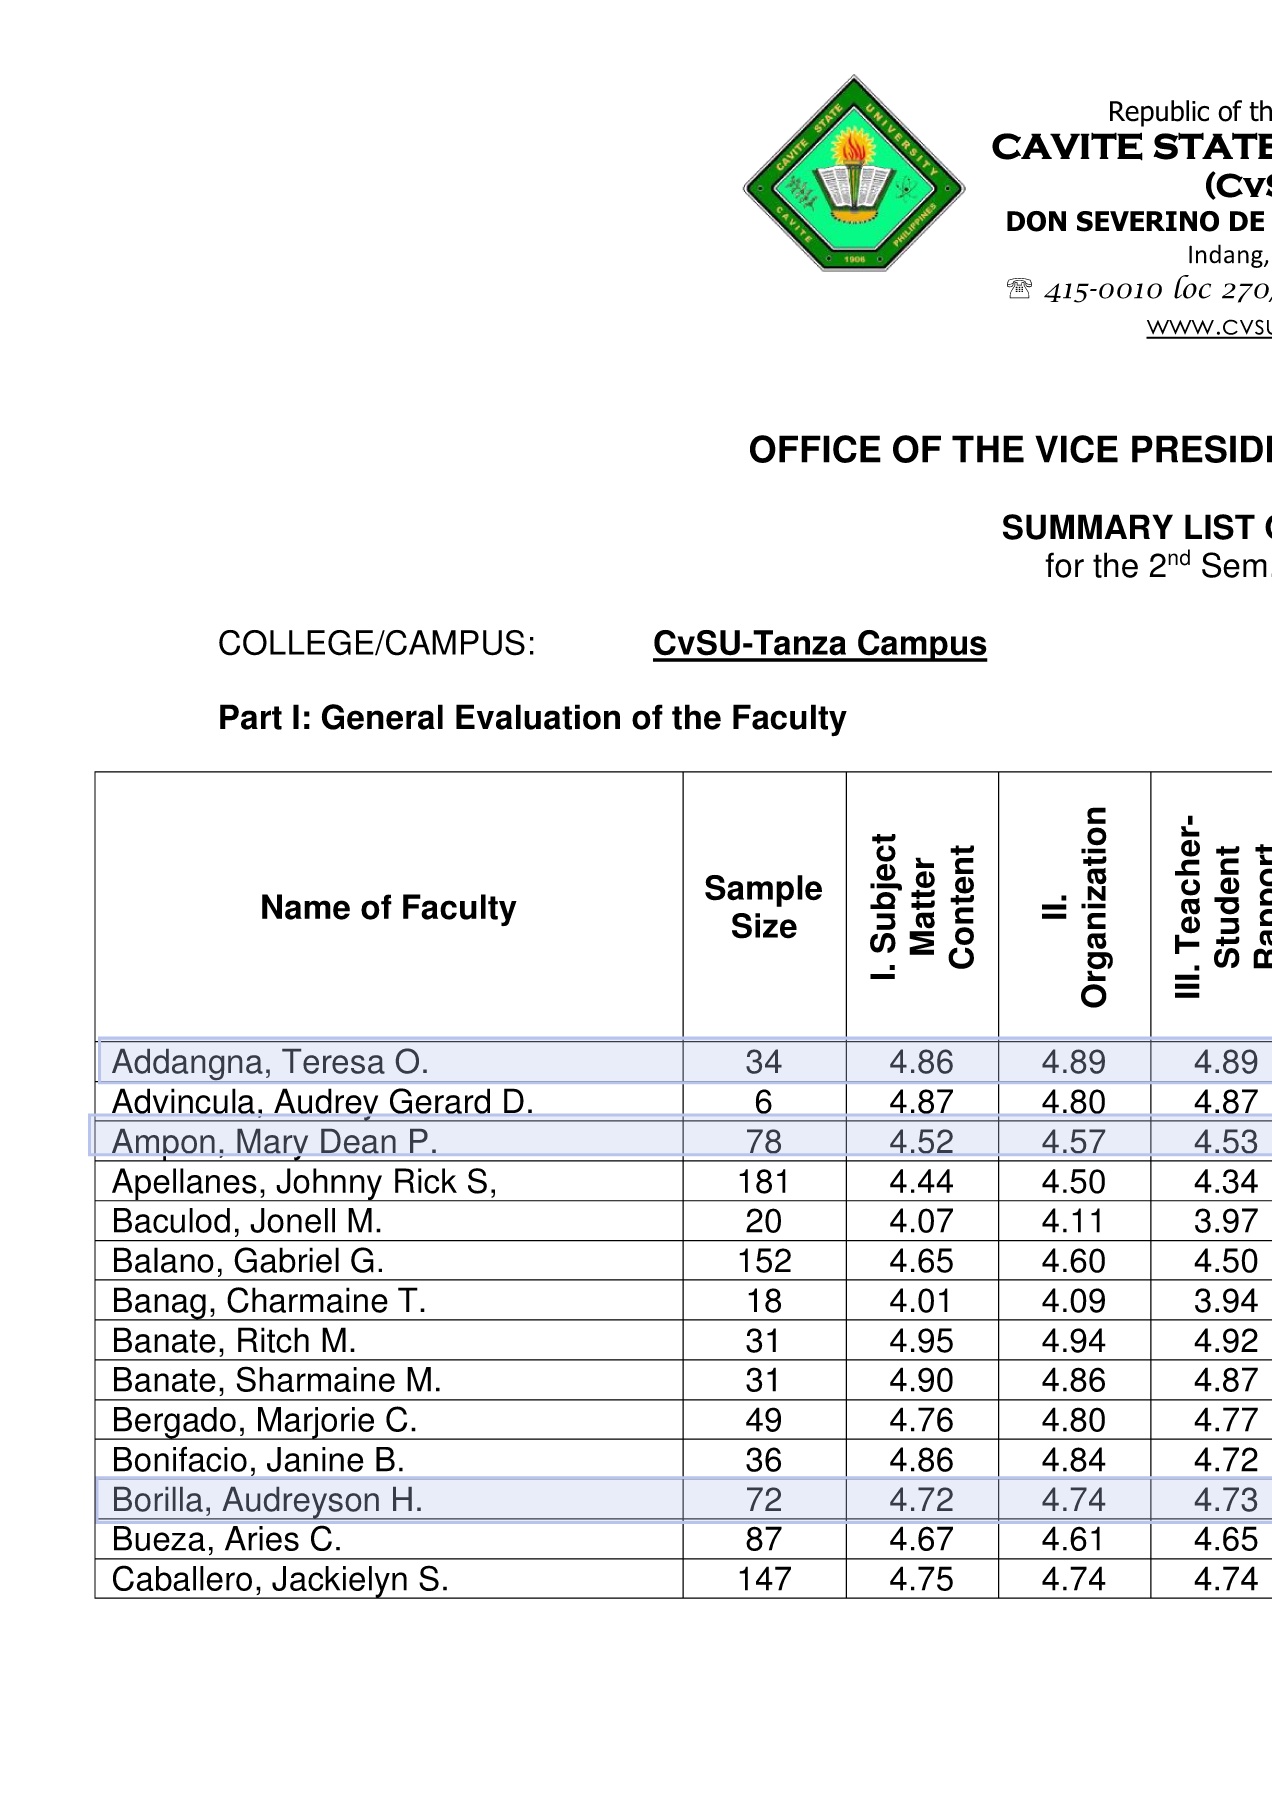 CAVITE STATE UNIVERSITY
CAVITE PHILIPPINES
1906
Republic of th
CAVITE STATE
(CvS
DON SEVERINO DE
Indang,
☏ 415-0010 loc 270,
www.cvsu
OFFICE OF THE VICE PRESID
SUMMARY LIST
for the 2nd Sem.
COLLEGE/CAMPUS: CvSU-Tanza Campus
Part I: General Evaluation of the Faculty
Name of Faculty
Sample
Size
I. Subject
Matter
Content
II.
Organization
III. Teacher-
Student
Rapport
Addangna, Teresa O. 34 4.86 4.89 4.89
Advincula, Audrey Gerard D. 6 4.87 4.80 4.87
Ampon, Mary Dean P. 78 4.52 4.57 4.53
Apellanes, Johnny Rick S, 181 4.44 4.50 4.34
Baculod, Jonell M. 20 4.07 4.11 3.97
Balano, Gabriel G. 152 4.65 4.60 4.50
Banag, Charmaine T. 18 4.01 4.09 3.94
Banate, Ritch M. 31 4.95 4.94 4.92
Banate, Sharmaine M. 31 4.90 4.86 4.87
Bergado, Marjorie C. 49 4.76 4.80 4.77
Bonifacio, Janine B. 36 4.86 4.84 4.72
Borilla, Audreyson H. 72 4.72 4.74 4.73
Bueza, Aries C. 87 4.67 4.61 4.65
Caballero, Jackielyn S. 147 4.75 4.74 4.74